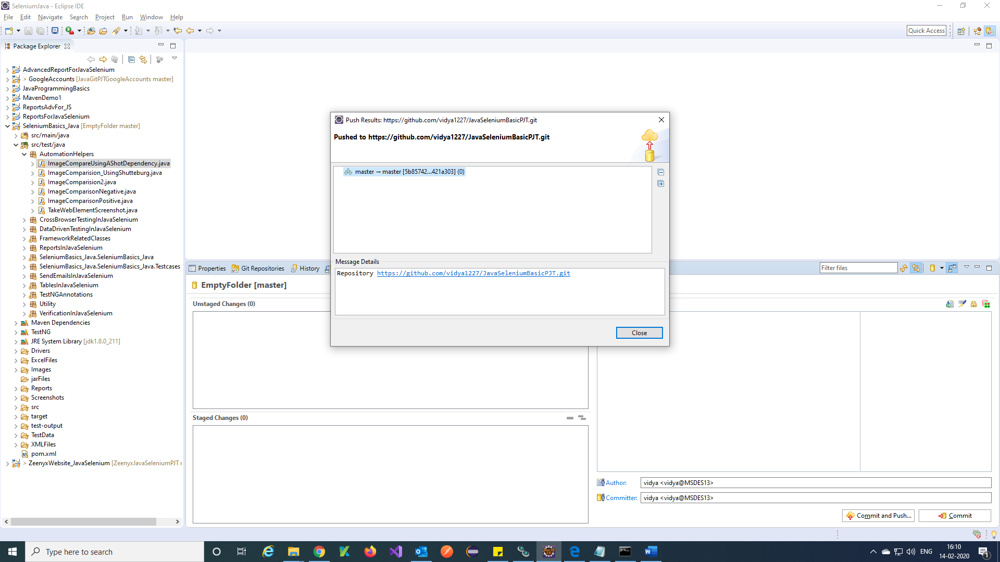 SeleniumJava - Eclipse IDE
File Edit Navigate Search Project Run Window Help
Quick Access
Package Explorer
AdvancedReportForJavaSelenium
> GoogleAccounts [JavaGitPJTGoogleAccounts master]
JavaProgrammingBasics
MavenDemo1
ReportsAdvFor_JS
ReportsForJavaSelenium
SeleniumBasics_Java [EmptyFolder master]
src/main/java
src/test/java
AutomationHelpers
ImageCompareUsingAShotDependency.java
ImageComparision_UsingShutteburg.java
ImageComparision2.java
ImageComparisonNegative.java
ImageComparisonPositive.java
TakeWebElementScreenshot.java
CrossBrowserTestingInJavaSelenium
DataDrivenTestingInJavaSelenium
FrameworkRelatedClasses
ReportsInJavaSelenium
SeleniumBasics_Java.SeleniumBasics_Java
SeleniumBasics_Java.SeleniumBasics_Java.Testcases
SendEmailsInJavaSelenium
TablesInJavaSelenium
TestNGAnnotations
Utility
VerificationInJavaSelenium
Maven Dependencies
TestNG
JRE System Library [jdk1.8.0_211]
Drivers
ExcelFiles
Images
jarFiles
Reports
Screenshots
src
target
test-output
TestData
XMLFiles
pom.xml
> ZeenyxWebsite_JavaSelenium [ZeenyxJavaSeleniumPJT
Push Results: https://github.com/vidya1227/JavaSeleniumBasicPJT.git
Pushed to https://github.com/vidya1227/JavaSeleniumBasicPJT.git
master → master [5b85742...421a303] (0)
Message Details
Repository https://github.com/vidya1227/JavaSeleniumBasicPJT.git
Close
Properties Git Repositories History
Filter files
EmptyFolder [master]
Unstaged Changes (0)
Staged Changes (0)
Author: vidya <vidya@MSDES13>
Committer: vidya <vidya@MSDES13>
Commit and Push... Commit
Type here to search
ENG
16:10
14-02-2020
1